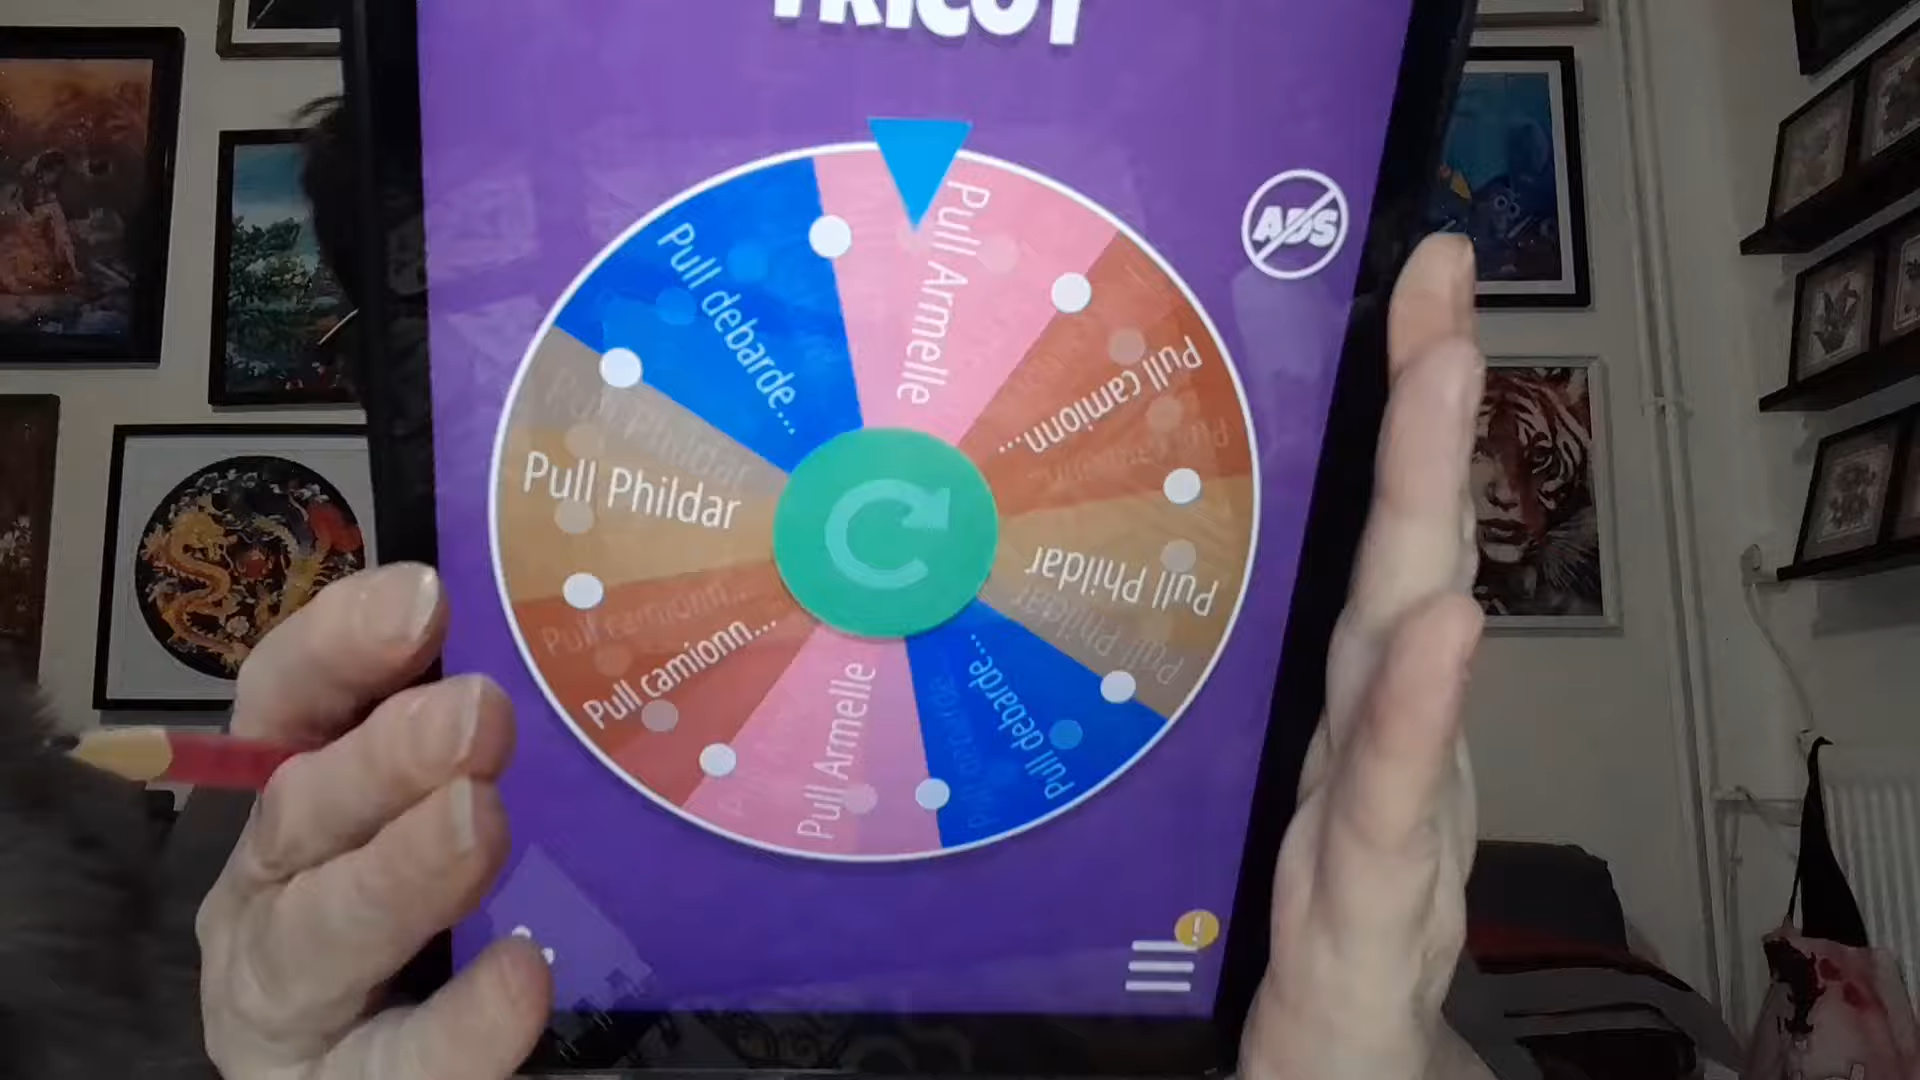 TRICOT
Pull Armelle
Pull camionn...
Pull Phildar
Pull debarde...
Pull Armelle
Pull camionn...
Pull Phildar
Pull debarde...
ADS
!